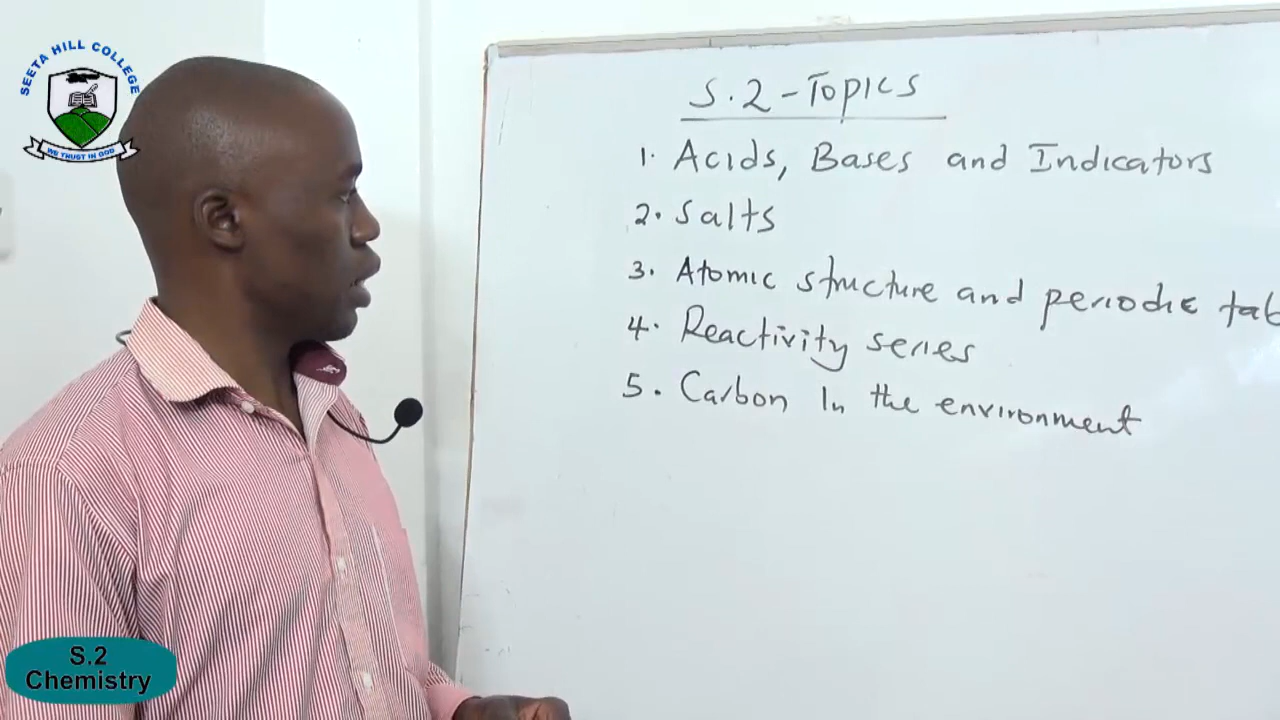 SEETA HILL COLLEGE
WE TRUST IN GOD
S.2 - Topics
1. Acids, Bases and Indicators
2. Salts
3. Atomic structure and periodic tab
4. Reactivity series
5. Carbon In the environment
S.2
Chemistry